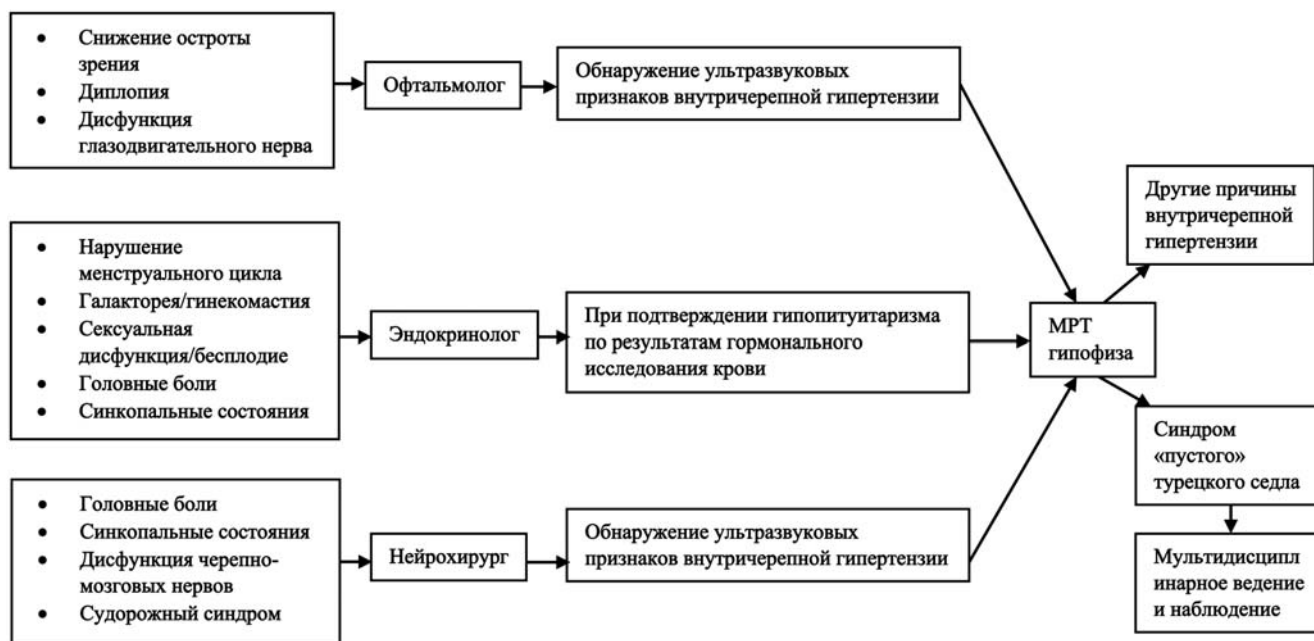 • Снижение остроты
зрения
• Диплопия
• Дисфункция
глазодвигательного нерва
Офтальмолог
Обнаружение ультразвуковых
признаков внутричерепной гипертензии
• Нарушение
менструального цикла
• Галакторея/гинекомастия
• Сексуальная
дисфункция/бесплодие
• Головные боли
• Синкопальные состояния
Эндокринолог
При подтверждении гипопитуитаризма
по результатам гормонального
исследования крови
• Головные боли
• Синкопальные состояния
• Дисфункция черепно-
мозговых нервов
• Судорожный синдром
Нейрохирург
Обнаружение ультразвуковых
признаков внутричерепной гипертензии
МРТ
гипофиза
Другие причины
внутричерепной
гипертензии
Синдром
«пустого»
турецкого седла
Мультидисципл
инарное ведение
и наблюдение